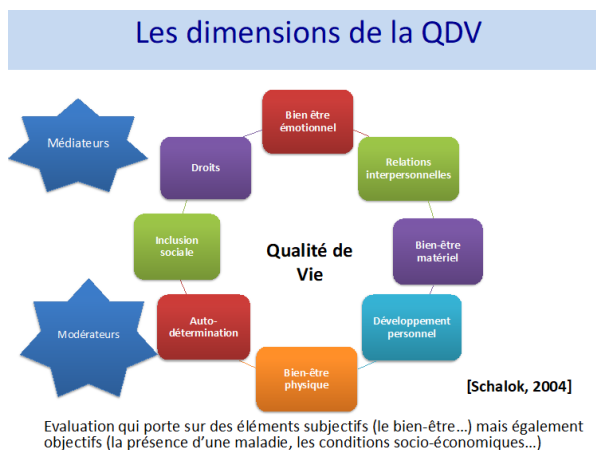 Les dimensions de la QDV
Médiateurs
Bien être
émotionnel
Droits
Relations
interpersonnelles
Inclusion
sociale
Qualité de
Vie
Bien-être
matériel
Modérateurs
Auto-
détermination
Développement
personnel
Bien-être
physique
[Schalok, 2004]
Evaluation qui porte sur des éléments subjectifs (le bien-être...) mais également
objectifs (la présence d'une maladie, les conditions socio-économiques...)